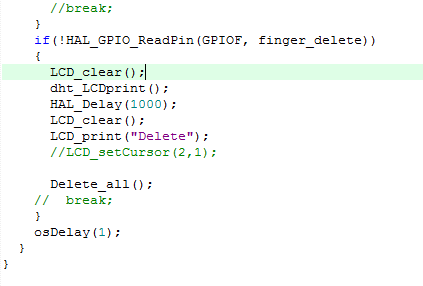 //break;
}
if(!HAL_GPIO_ReadPin(GPIOF, finger_delete))
{
LCD_clear();
dht_LCDprint();
HAL_Delay(1000);
LCD_clear();
LCD_print("Delete");
//LCD_setCursor(2,1);
Delete_all();
//  break;
}
osDelay(1);
}
}